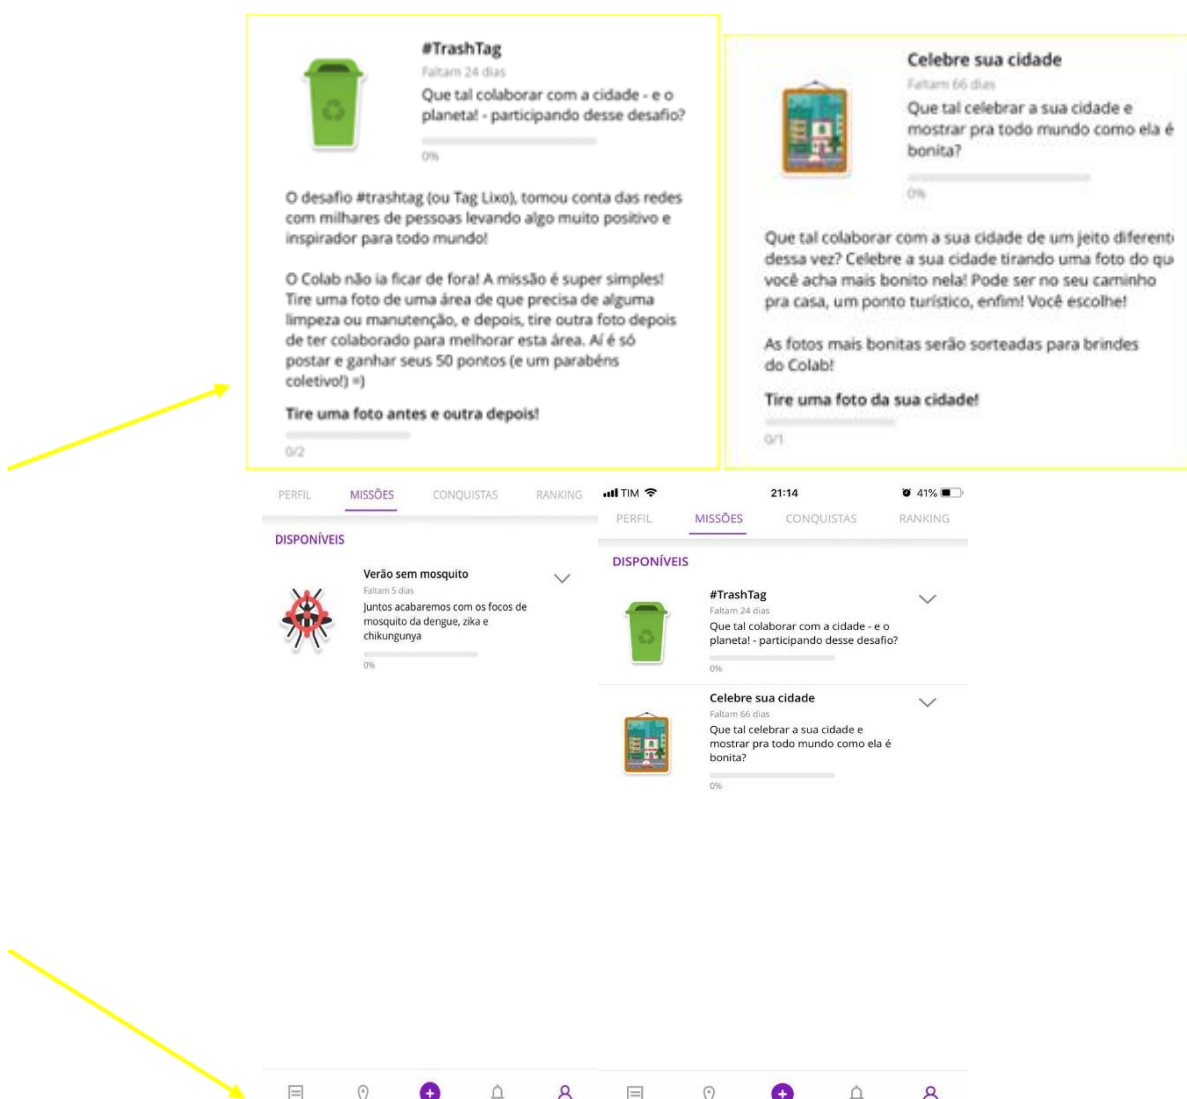 #TrashTag
Faltam 24 dias
Que tal colaborar com a cidade - e o
planeta! - participando desse desafio?
0%
O desafio #trashtag (ou Tag Lixo), tomou conta das redes
com milhares de pessoas levando algo muito positivo e
inspirador para todo mundo!
O Colab não ia ficar de fora! A missão é super simples!
Tire uma foto de uma área de que precisa de alguma
limpeza ou manutenção, e depois, tire outra foto depois
de ter colaborado para melhorar esta área. Aí é só
postar e ganhar seus 50 pontos (e um parabéns
coletivo!) =)
Tire uma foto antes e outra depois!
0/2
Celebre sua cidade
Faltam 66 dias
Que tal celebrar a sua cidade e
mostrar pra todo mundo como ela é
bonita?
0%
Que tal colaborar com a sua cidade de um jeito diferent
dessa vez? Celebre a sua cidade tirando uma foto do qu
você acha mais bonito nela! Pode ser no seu caminho
pra casa, um ponto turístico, enfim! Você escolhe!
As fotos mais bonitas serão sorteadas para brindes
do Colab!
Tire uma foto da sua cidade!
0/1
PERFIL MISSÕES CONQUISTAS RANKING
DISPONÍVEIS
Verão sem mosquito
Faltam 5 dias
Juntos acabaremos com os focos de
mosquito da dengue, zika e
chikungunya
0%
TIM 21:14 41%
PERFIL MISSÕES CONQUISTAS RANKING
DISPONÍVEIS
#TrashTag
Faltam 24 dias
Que tal colaborar com a cidade - e o
planeta! - participando desse desafio?
0%
Celebre sua cidade
Faltam 66 dias
Que tal celebrar a sua cidade e
mostrar pra todo mundo como ela é
bonita?
0%